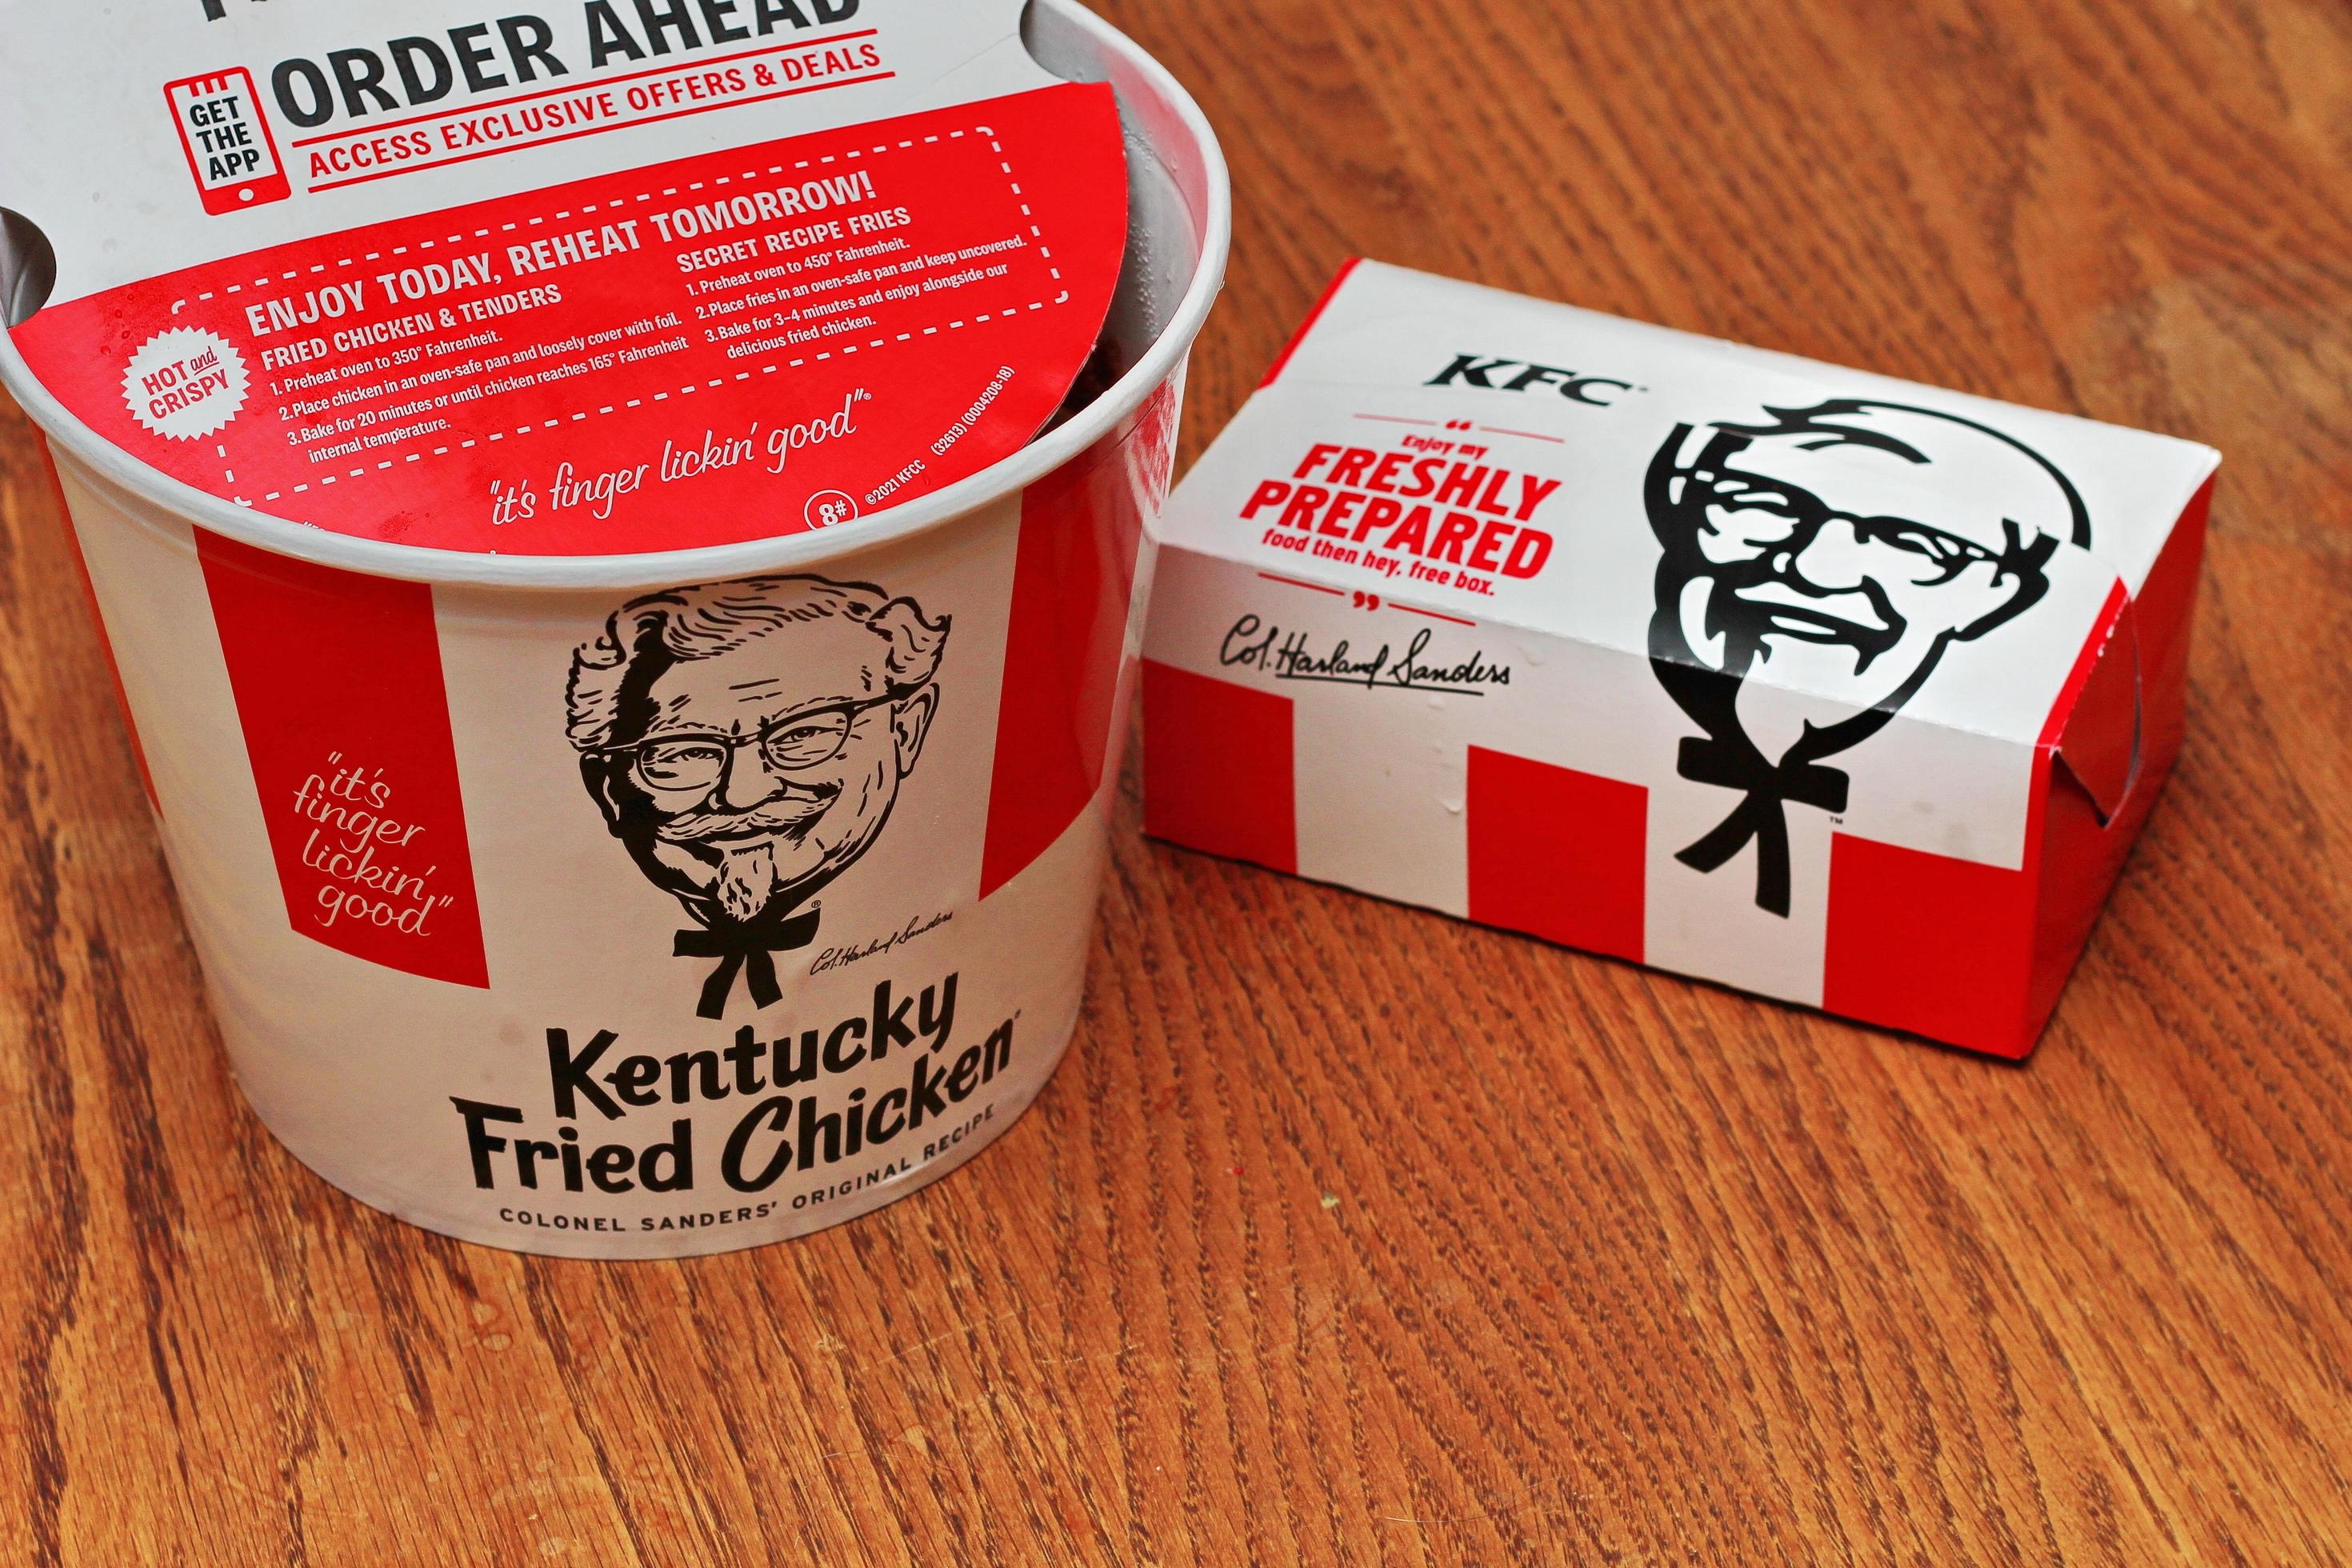 ORDER AHEAD
ACCESS EXCLUSIVE OFFERS & DEALS
GET
THE
APP
ENJOY TODAY, REHEAT TOMORROW!
FRIED CHICKEN & TENDERS
1. Preheat oven to 350° Fahrenheit.
2. Place chicken in an oven-safe pan and loosely cover with foil.
3. Bake for 20 minutes or until chicken reaches 165° Fahrenheit
internal temperature.
SECRET RECIPE FRIES
1. Preheat oven to 450° Fahrenheit.
2. Place fries in an oven-safe pan and keep uncovered.
3. Bake for 3-4 minutes and enjoy alongside our
delicious fried chicken.
HOT and
CRISPY
"it's finger lickin' good"®
8#
©2021 KFCC (32613) (0004208-18)
"it's
finger
lickin'
good"
®
Col. Harland Sanders
Kentucky
Fried Chicken
COLONEL SANDERS' ORIGINAL RECIPE
KFC
“
Enjoy my
FRESHLY
PREPARED
food then hey, free box.
”
Col. Harland Sanders
TM